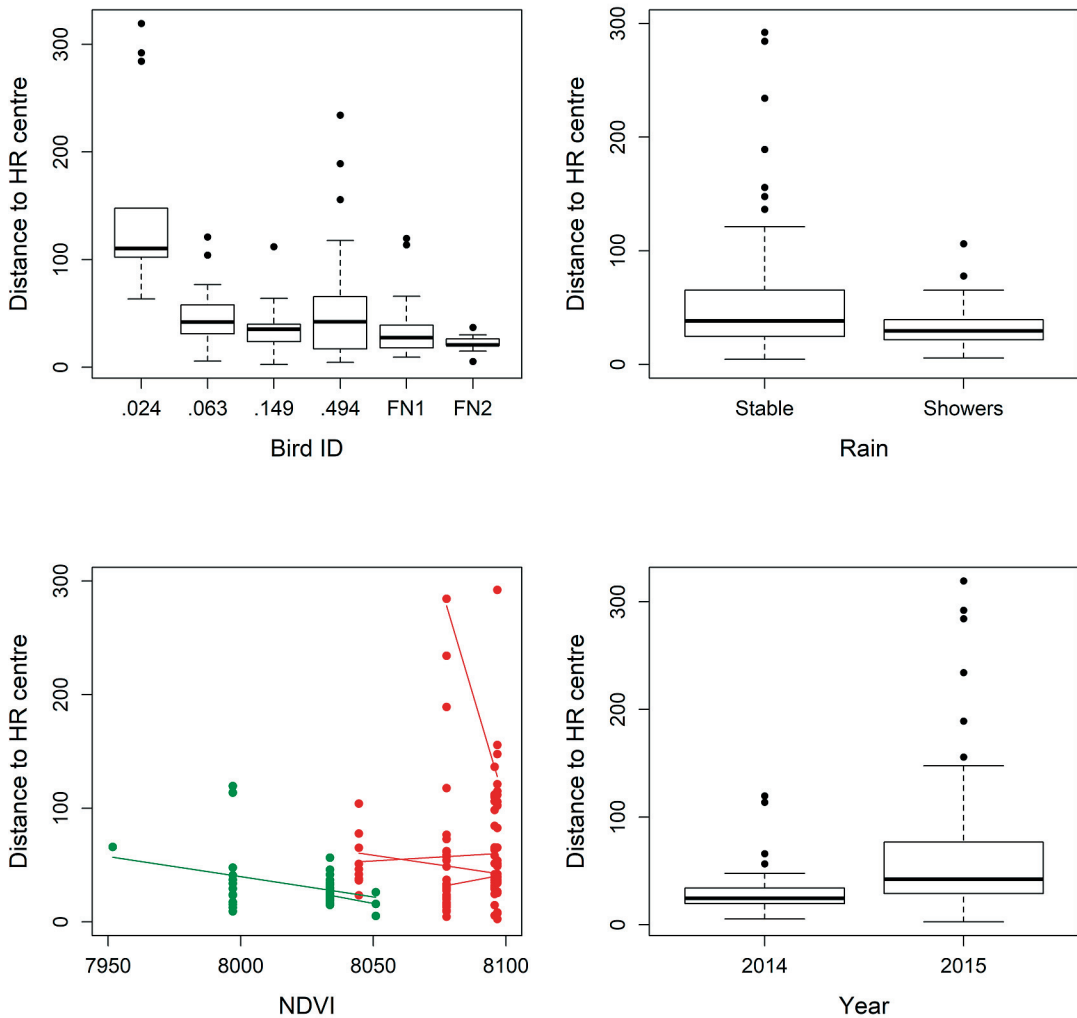 Distance to HR centre
300
200
100
0
.024 .063 .149 .494 FN1 FN2
Bird ID
Distance to HR centre
300
200
100
0
Stable Showers
Rain
Distance to HR centre
300
200
100
0
7950 8000 8050 8100
NDVI
Distance to HR centre
300
200
100
0
2014 2015
Year